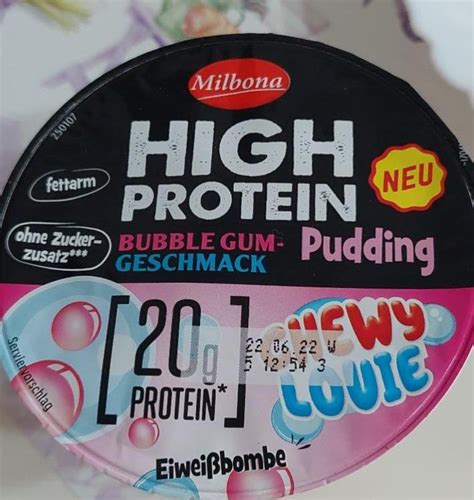 Milbona
250107
HIGH
PROTEIN
NEU
fettarm
ohne Zucker-
zusatz***
BUBBLE GUM-
GESCHMACK
Pudding
20g
PROTEIN*
22.06.22 W
12:54 3
CHEWY
LOUIE
Serviervorschlag
Eiweißbombe